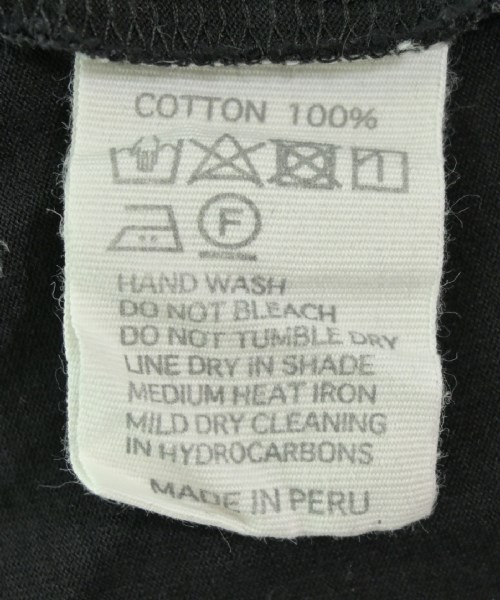 COTTON 100%
F
HAND WASH
DO NOT BLEACH
DO NOT TUMBLE DRY
LINE DRY IN SHADE
MEDIUM HEAT IRON
MILD DRY CLEANING
IN HYDROCARBONS
MADE IN PERU